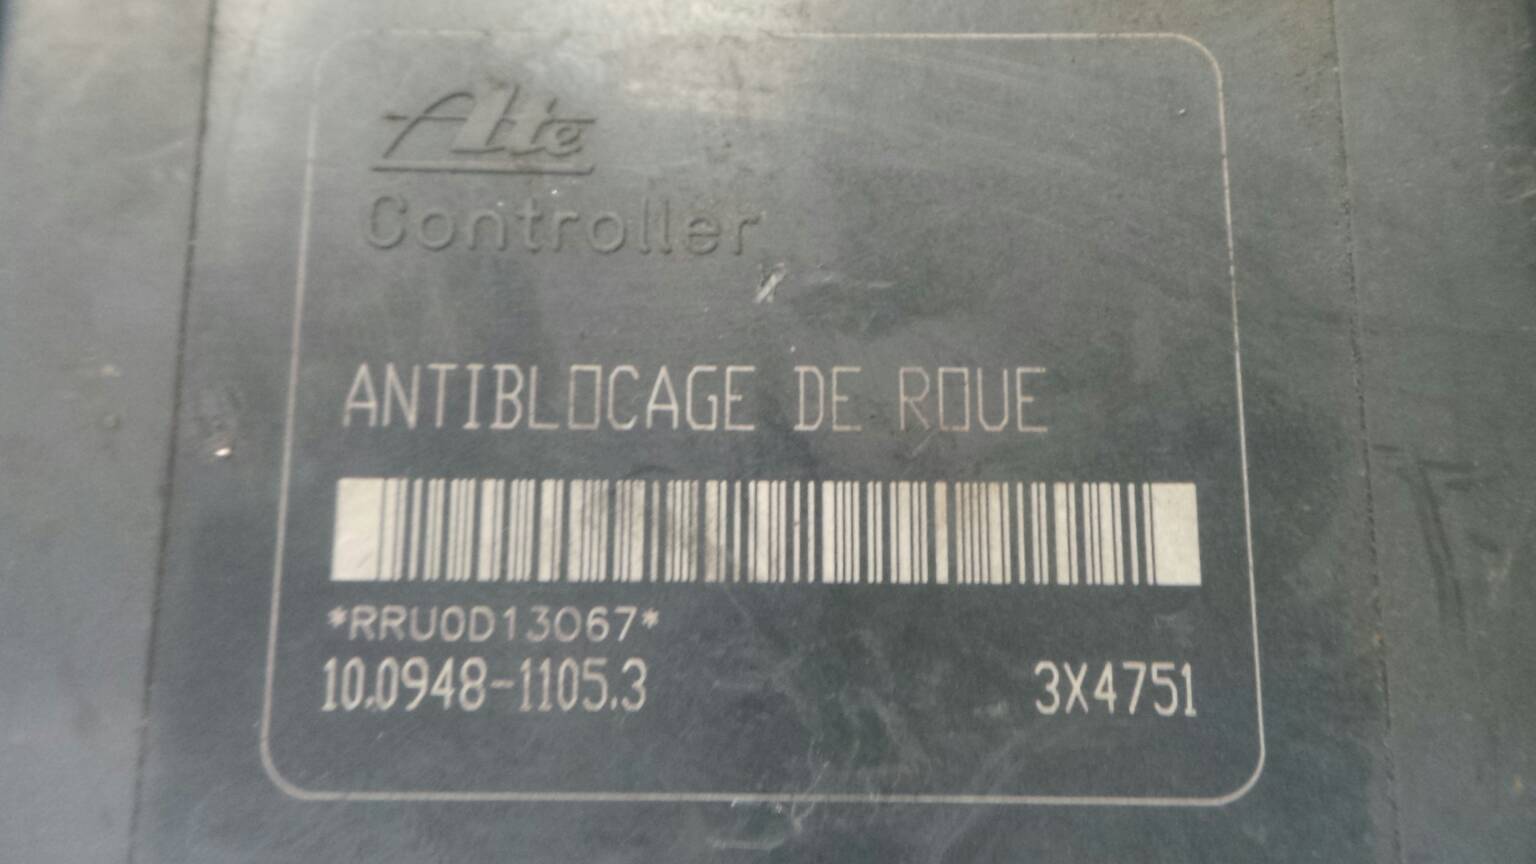 Ate
Controller
ANTIBLOCAGE DE ROUE
*RRU0D13067*
10.0948-1105.3 3X4751